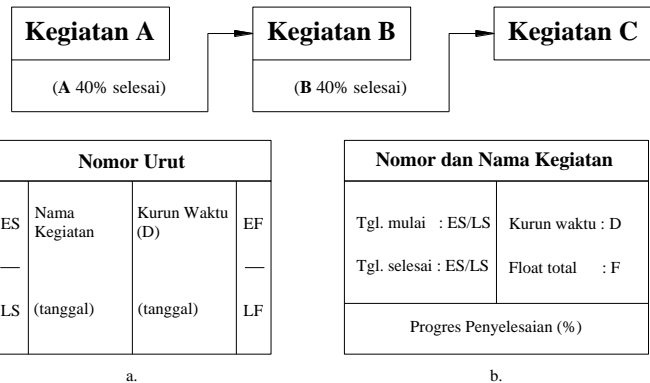 Kegiatan A
Kegiatan B
Kegiatan C
(A 40% selesai)
(B 40% selesai)
Nomor Urut
ES
Nama
Kegiatan
Kurun Waktu
(D)
EF
LS
(tanggal)
(tanggal)
LF
a.
Nomor dan Nama Kegiatan
Tgl. mulai : ES/LS
Kurun waktu : D
Tgl. selesai : ES/LS
Float total : F
Progres Penyelesaian (%)
b.